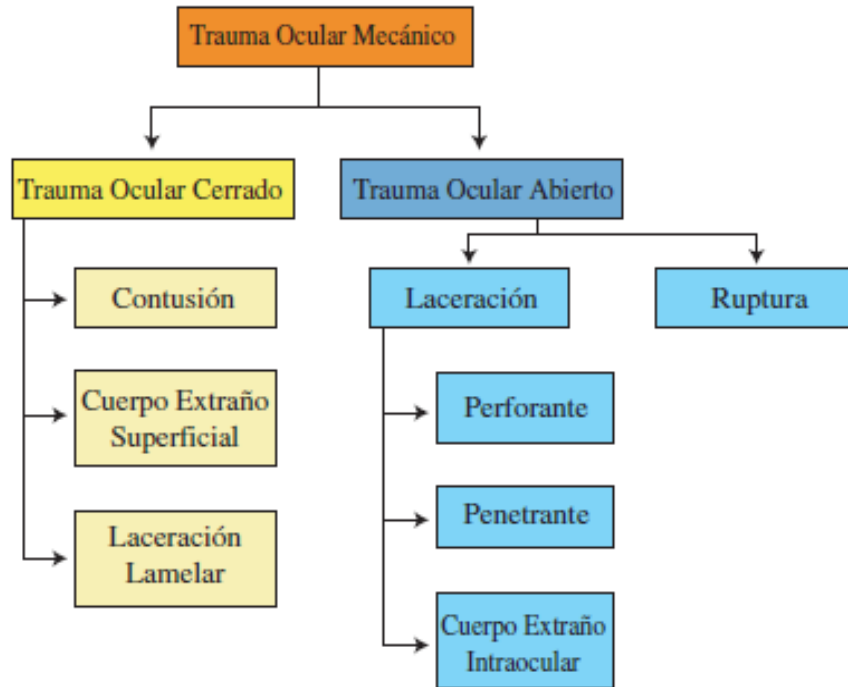 Trauma Ocular Mecánico
Trauma Ocular Cerrado
Trauma Ocular Abierto
Contusión
Laceración
Ruptura
Cuerpo Extraño
Superficial
Perforante
Penetrante
Laceración
Lamelar
Cuerpo Extraño
Intraocular